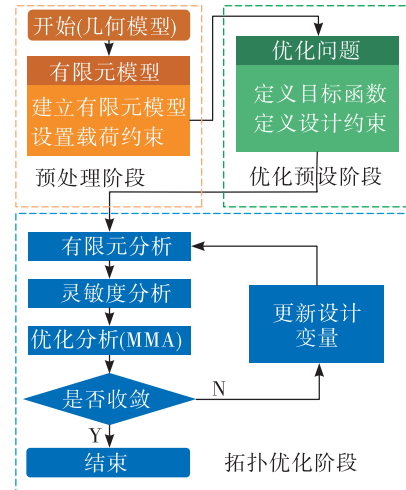 开始(几何模型)
有限元模型
建立有限元模型
设置载荷约束
预处理阶段
优化问题
定义目标函数
定义设计约束
优化预设阶段
有限元分析
灵敏度分析
优化分析(MMA)
是否收敛
N
更新设计
变量
Y
结束
拓扑优化阶段